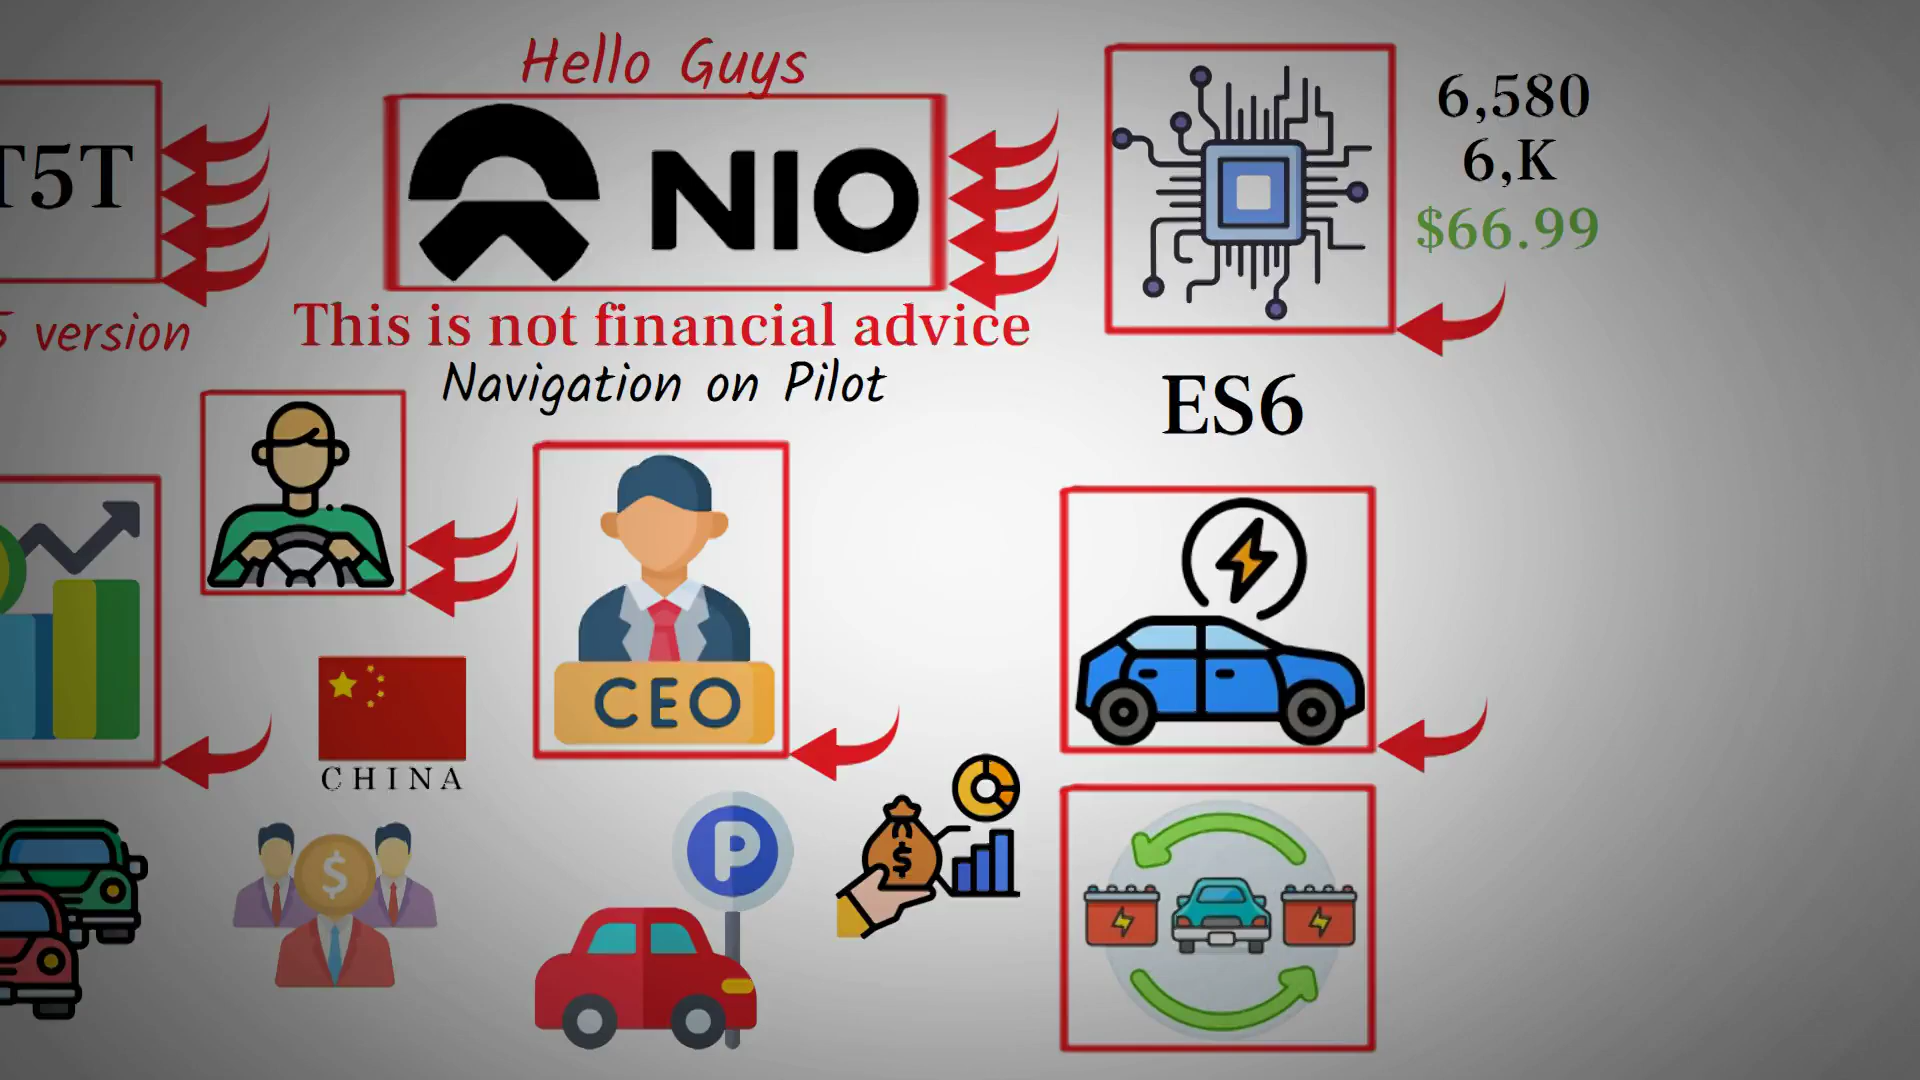 Hello Guys
NIO
This is not financial advice
Navigation on Pilot
T5T
version
6,580
6,K
$66.99
ES6
CEO
CHINA
P
$
$